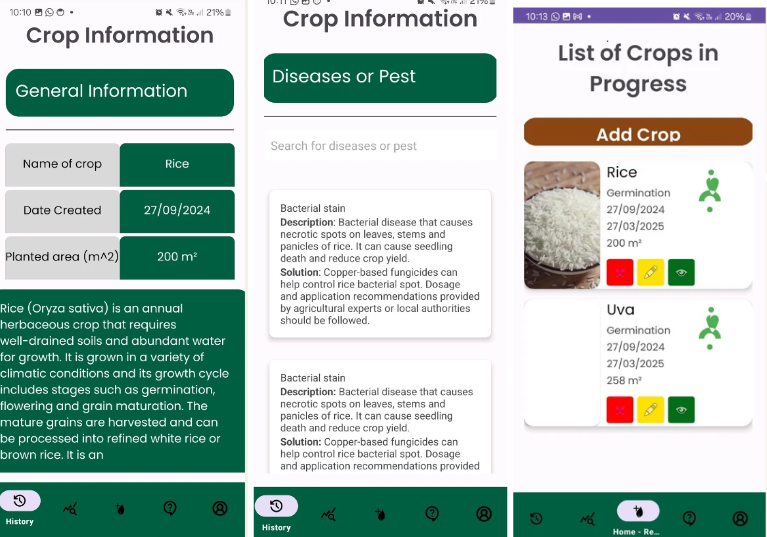 10:10
21%
Crop Information
General Information
Name of crop
Rice
Date Created
27/09/2024
Planted area (m^2)
200 m²
Rice (Oryza sativa) is an annual
herbaceous crop that requires
well-drained soils and abundant water
for growth. It is grown in a variety of
climatic conditions and its growth cycle
includes stages such as germination,
flowering and grain maturation. The
mature grains are harvested and can
be processed into refined white rice or
brown rice. It is an
History
10:11
21%
Crop Information
Diseases or Pest
Search for diseases or pest
Bacterial stain
Description: Bacterial disease that causes
necrotic spots on leaves, stems and
panicles of rice. It can cause seedling
death and reduce crop yield.
Solution: Copper-based fungicides can
help control rice bacterial spot. Dosage
and application recommendations provided
by agricultural experts or local authorities
should be followed.
Bacterial stain
Description: Bacterial disease that causes
necrotic spots on leaves, stems and
panicles of rice. It can cause seedling
death and reduce crop yield.
Solution: Copper-based fungicides can
help control rice bacterial spot. Dosage
and application recommendations provided
History
10:13
20%
List of Crops in
Progress
Add Crop
Rice
Germination
27/09/2024
27/03/2025
200 m²
Uva
Germination
27/09/2024
27/03/2025
258 m²
Home - Re...